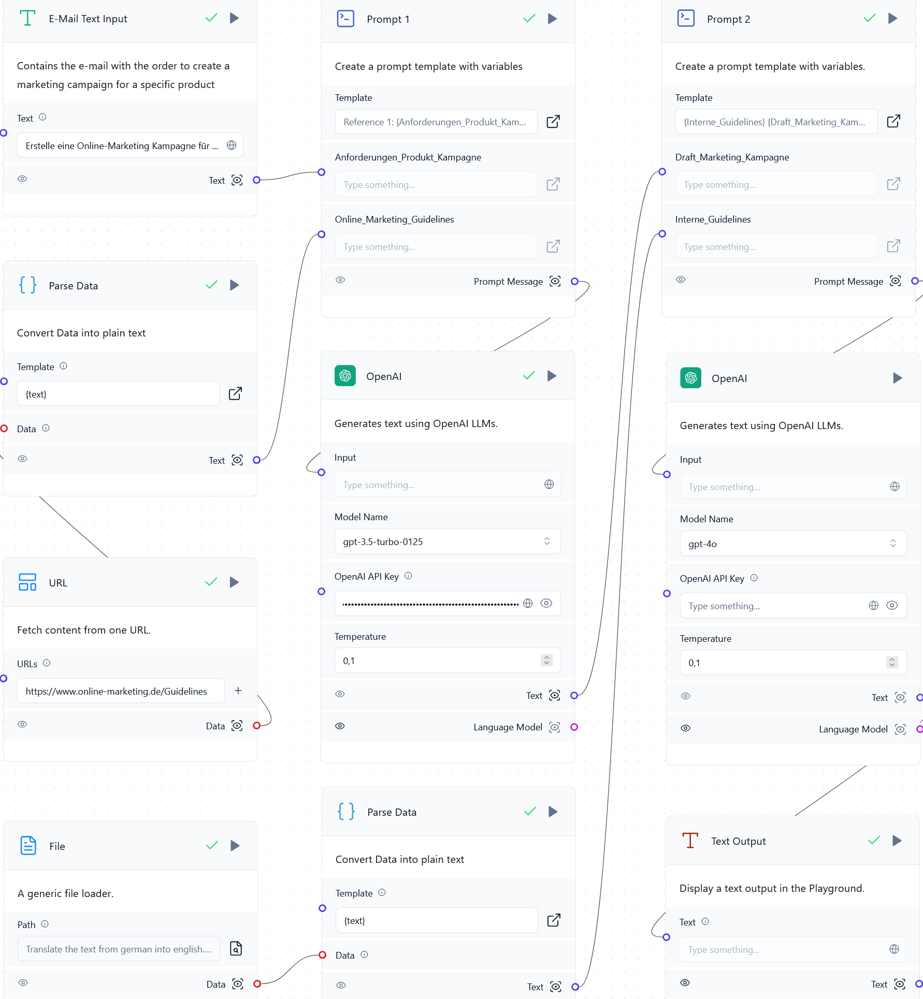 E-Mail Text Input
Contains the e-mail with the order to create a
marketing campaign for a specific product
Text
Erstelle eine Online-Marketing Kampagne für ...
Text
Parse Data
Convert Data into plain text
Template
{text}
Data
Text
URL
Fetch content from one URL.
URLs
https://www.online-marketing.de/Guidelines
Data
File
A generic file loader.
Path
Translate the text from german into english....
Data
Prompt 1
Create a prompt template with variables
Template
Reference 1: {Anforderungen_Produkt_Kam...
Anforderungen_Produkt_Kampagne
Type something...
Online_Marketing_Guidelines
Type something...
Prompt Message
OpenAI
Generates text using OpenAI LLMs.
Input
Type something...
Model Name
gpt-3.5-turbo-0125
OpenAI API Key
Temperature
0,1
Text
Language Model
Parse Data
Convert Data into plain text
Template
{text}
Data
Text
Prompt 2
Create a prompt template with variables.
Template
{Interne_Guidelines} {Draft_Marketing_Kam...
Draft_Marketing_Kampagne
Type something...
Interne_Guidelines
Type something...
Prompt Message
OpenAI
Generates text using OpenAI LLMs.
Input
Type something...
Model Name
gpt-4o
OpenAI API Key
Type something...
Temperature
0,1
Text
Language Model
Text Output
Display a text output in the Playground.
Text
Type something...
Text